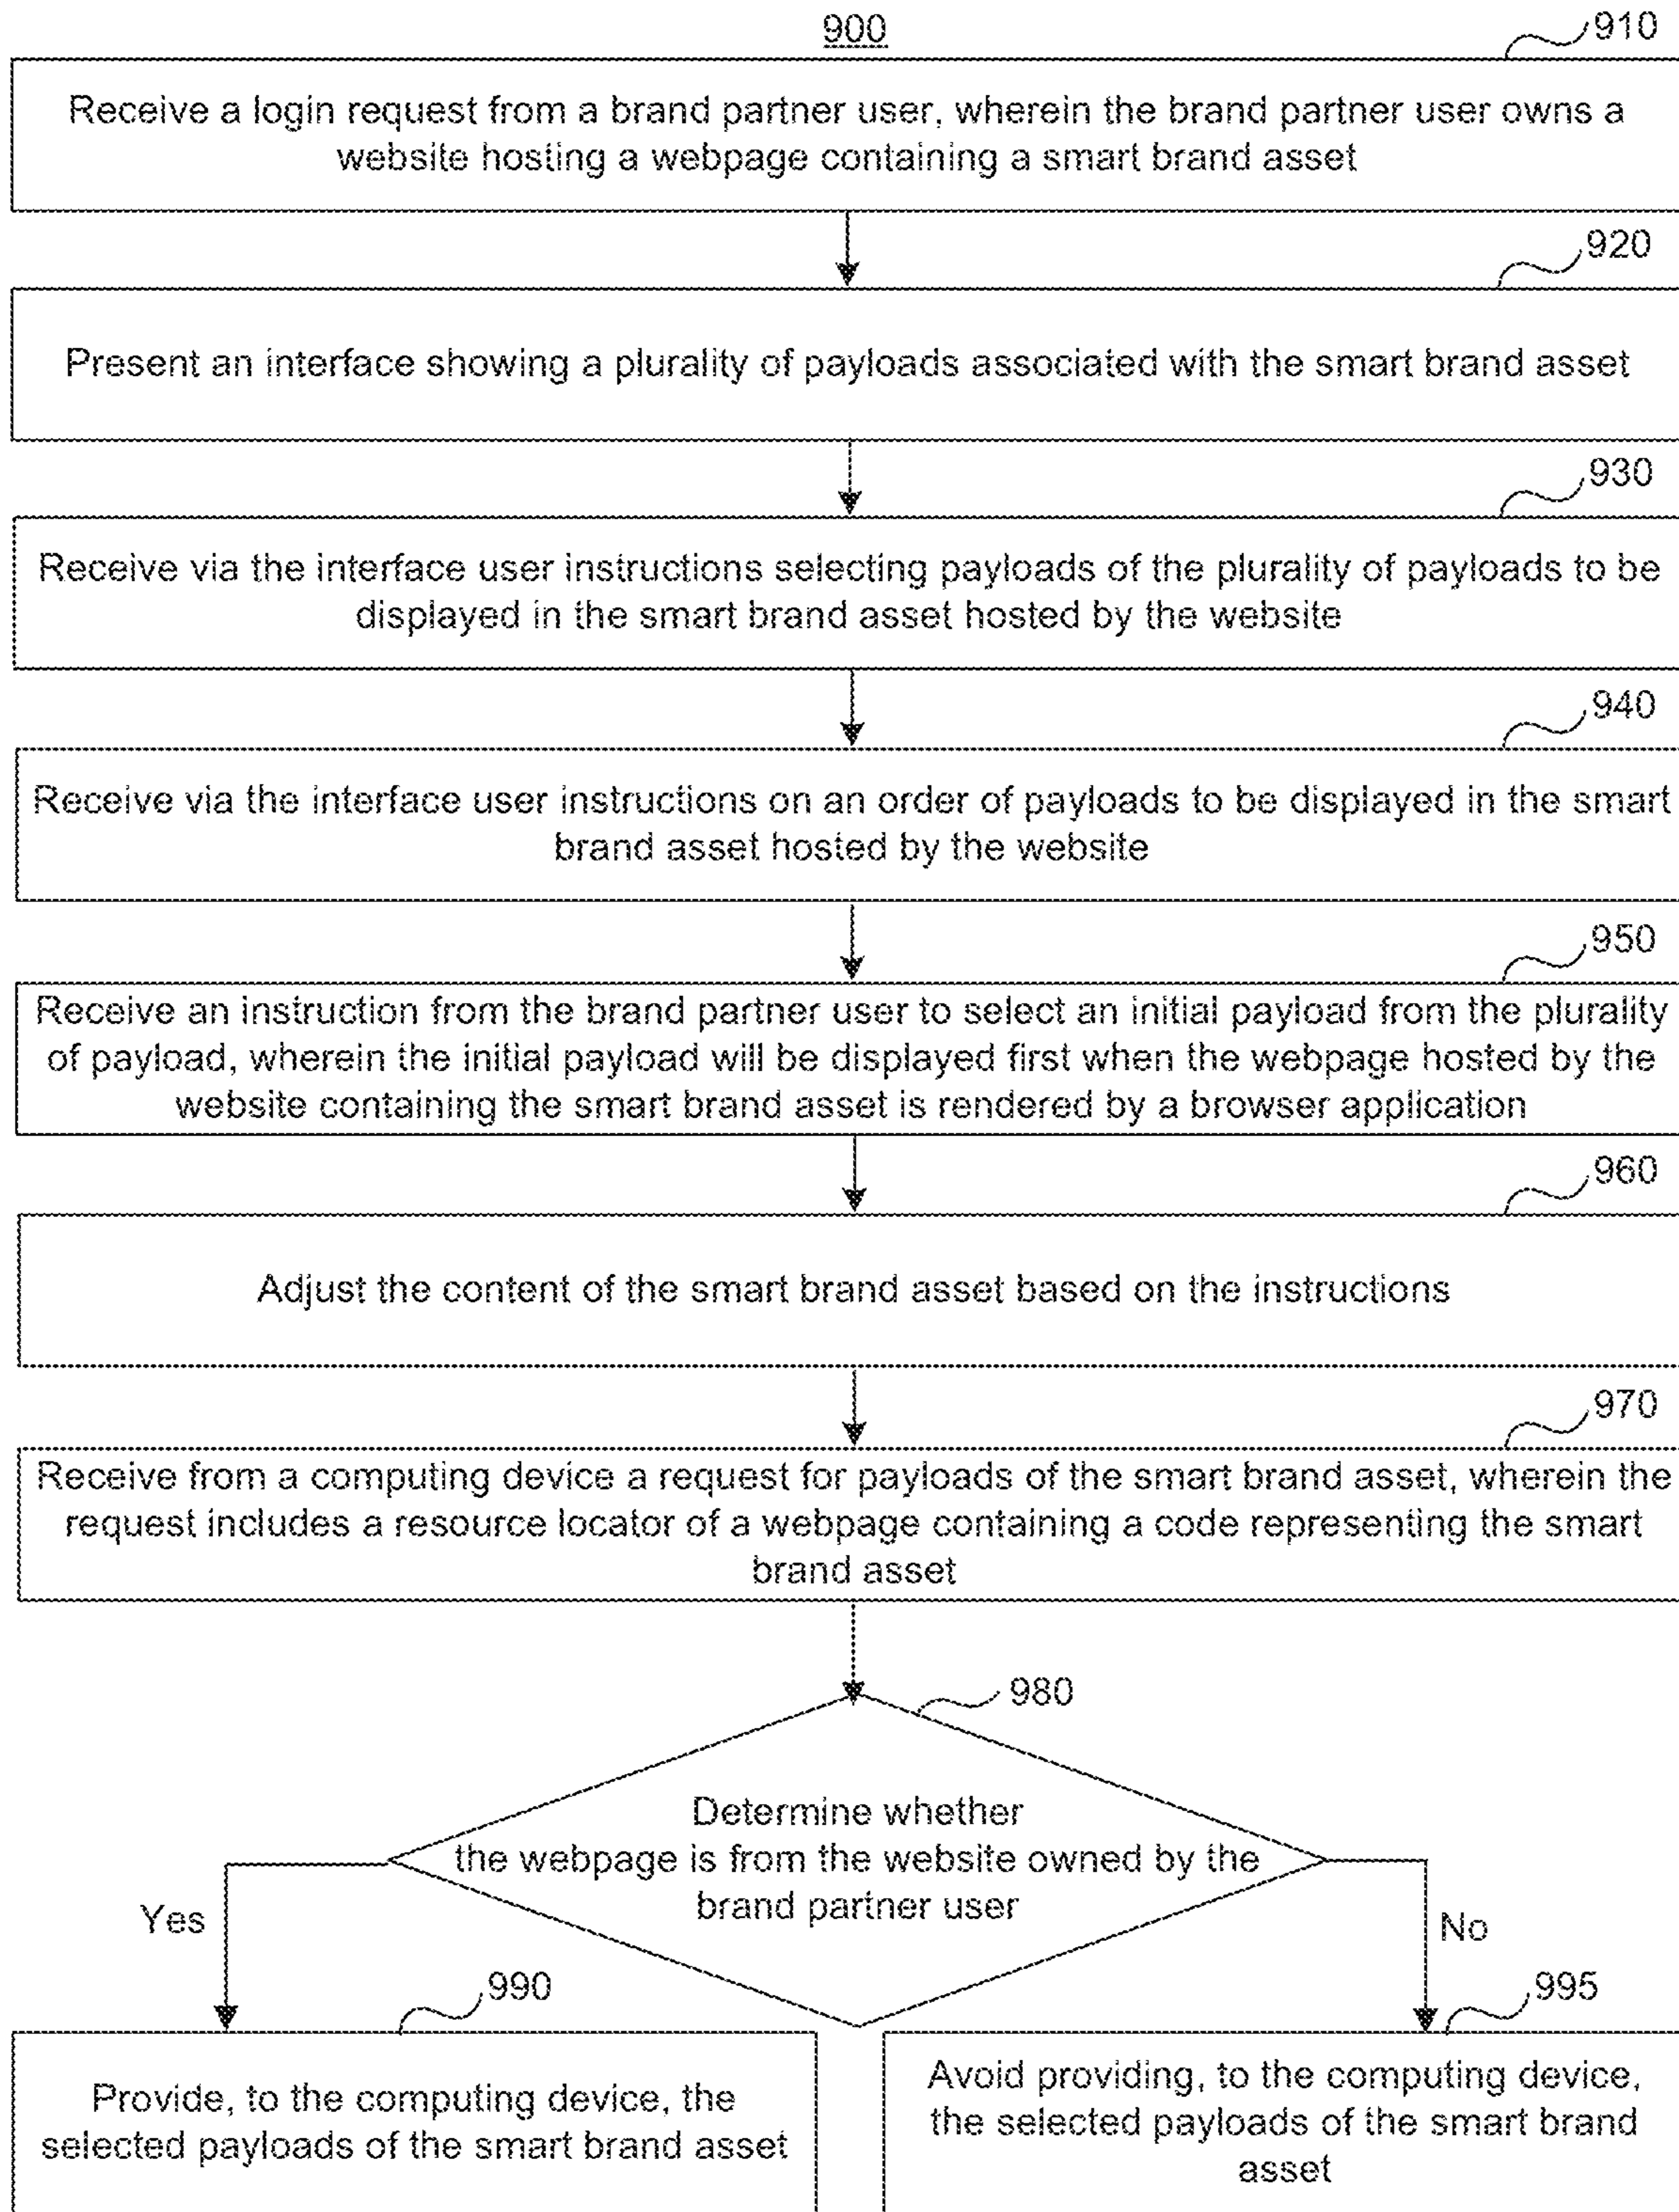 900
910
Receive a login request from a brand partner user, wherein the brand partner user owns a
website hosting a webpage containing a smart brand asset
920
Present an interface showing a plurality of payloads associated with the smart brand asset
930
Receive via the interface user instructions selecting payloads of the plurality of payloads to be
displayed in the smart brand asset hosted by the website
940
Receive via the interface user instructions on an order of payloads to be displayed in the smart
brand asset hosted by the website
950
Receive an instruction from the brand partner user to select an initial payload from the plurality
of payload, wherein the initial payload will be displayed first when the webpage hosted by the
website containing the smart brand asset is rendered by a browser application
960
Adjust the content of the smart brand asset based on the instructions
970
Receive from a computing device a request for payloads of the smart brand asset, wherein the
request includes a resource locator of a webpage containing a code representing the smart
brand asset
980
Determine whether
the webpage is from the website owned by the
brand partner user
Yes
No
990
Provide, to the computing device, the
selected payloads of the smart brand asset
995
Avoid providing, to the computing device,
the selected payloads of the smart brand
asset